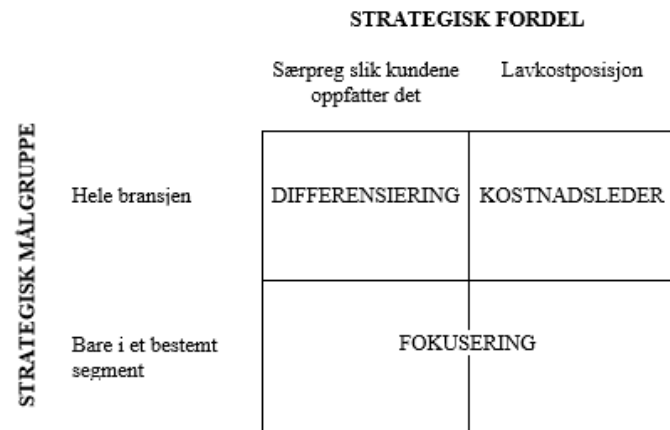 STRATEGISK FORDEL
Særpreg slik kundene
oppfatter det
Lavkostposisjon
STRATEGISK MÅLGRUPPE
Hele bransjen
DIFFERENSIERING
KOSTNADSLEDER
Bare i et bestemt
segment
FOKUSERING